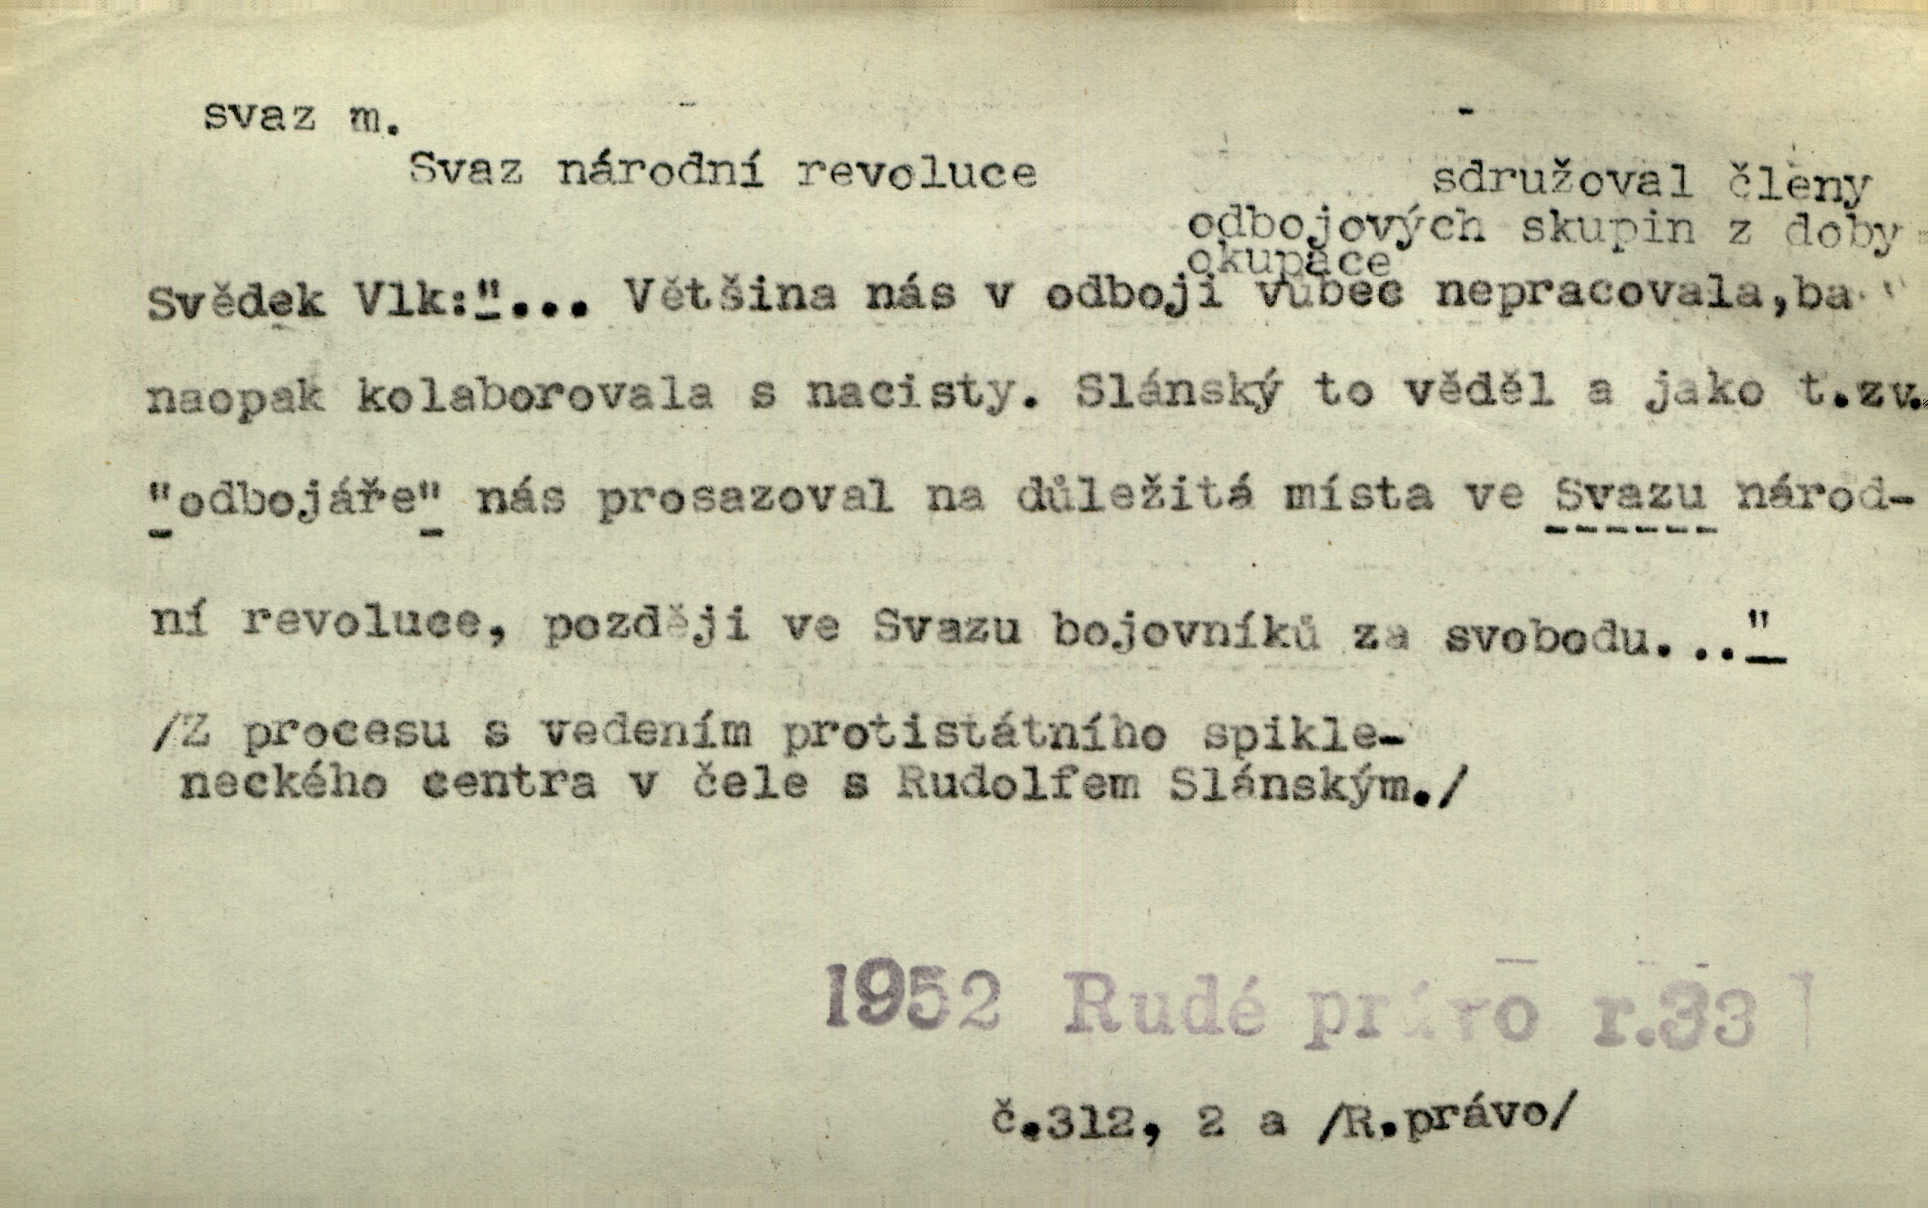 svaz m.
Svaz národní revoluce
sdružoval členy
odbojových skupin z doby
okupace
Svědek Vlk:"... Většina nás v odboji vůbec nepracovala,ba
naopak kolaborovala s nacisty. Slánský to věděl a jako t.zv.
"odbojáře" nás prosazoval na důležitá místa ve Svazu národ-
ní revoluce, později ve Svazu bojovníků za svobodu..."
/Z procesu s vedením protistátního spikle-
neckého centra v čele s Rudolfem Slánským./
1952 Rudé právo r.33
č.312, 2 a /R.právo/